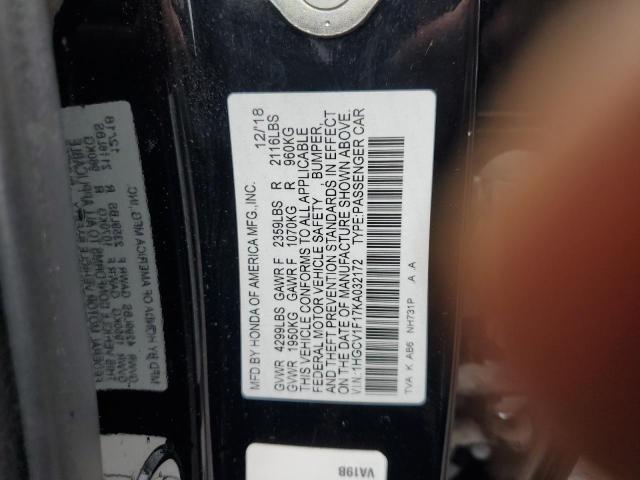 MFD BY HONDA OF AMERICA MFG.,INC. 12/'18
GVWR 4299LBS GAWR F 2359LBS R 2116LBS
GVWR 1950KG GAWR F 1070KG R 960KG
THIS VEHICLE CONFORMS TO ALL APPLICABLE
FEDERAL MOTOR VEHICLE SAFETY, BUMPER,
AND THEFT PREVENTION STANDARDS IN EFFECT
ON THE DATE OF MANUFACTURE SHOWN ABOVE.
V.I.N.:1HGCV1F17KA032172 TYPE:PASSENGER CAR
TVA K AB6 NH731P A A
VA19B